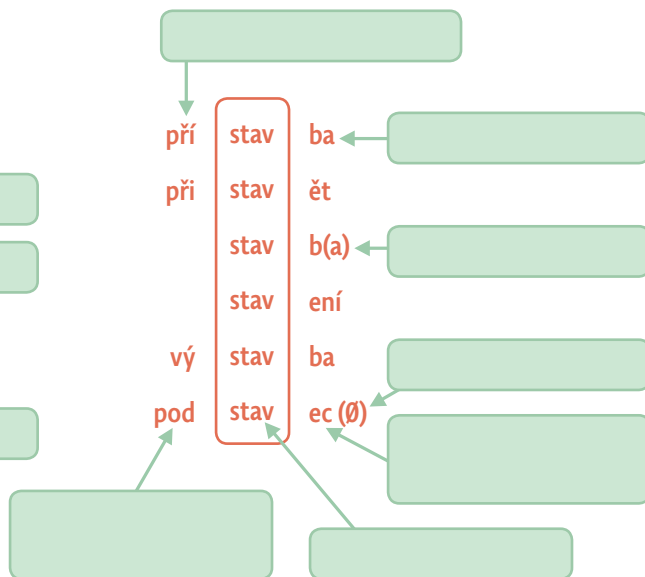 pří stav ba
při stav ět
stav b(a)
stav ení
vý stav ba
pod stav ec (Ø)